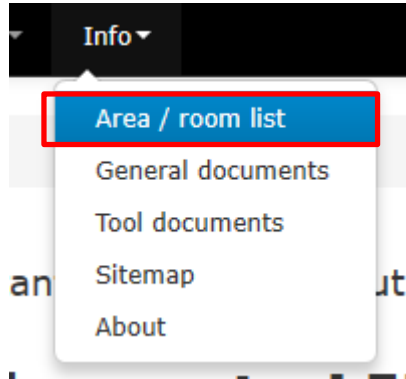 Info
Area / room list
General documents
Tool documents
Sitemap
About